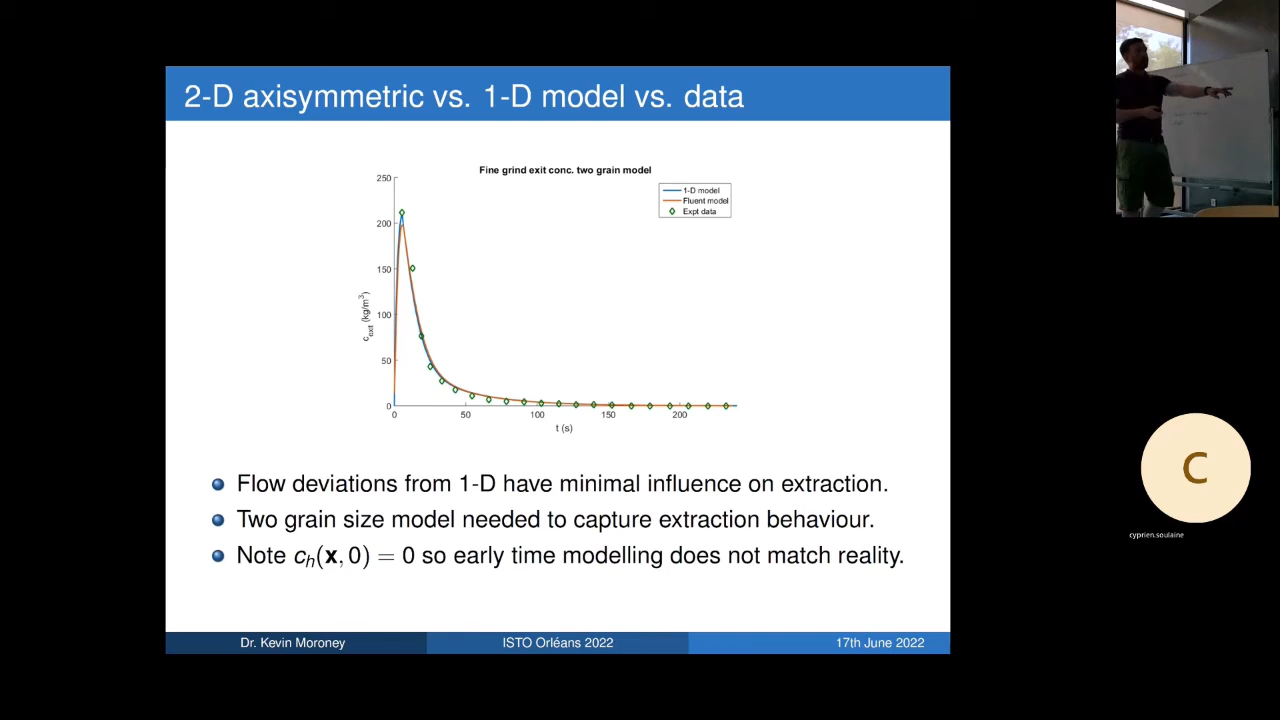 2-D axisymmetric vs. 1-D model vs. data
Fine grind exit conc. two grain model
250
200
150
100
50
0
c_ext (kg/m^3)
1-D model
Fluent model
Expt data
0 50 100 150 200
t (s)
Flow deviations from 1-D have minimal influence on extraction.
Two grain size model needed to capture extraction behaviour.
Note c_h(x, 0) = 0 so early time modelling does not match reality.
Dr. Kevin Moroney ISTO Orléans 2022 17th June 2022
C
cyprien.soulaine